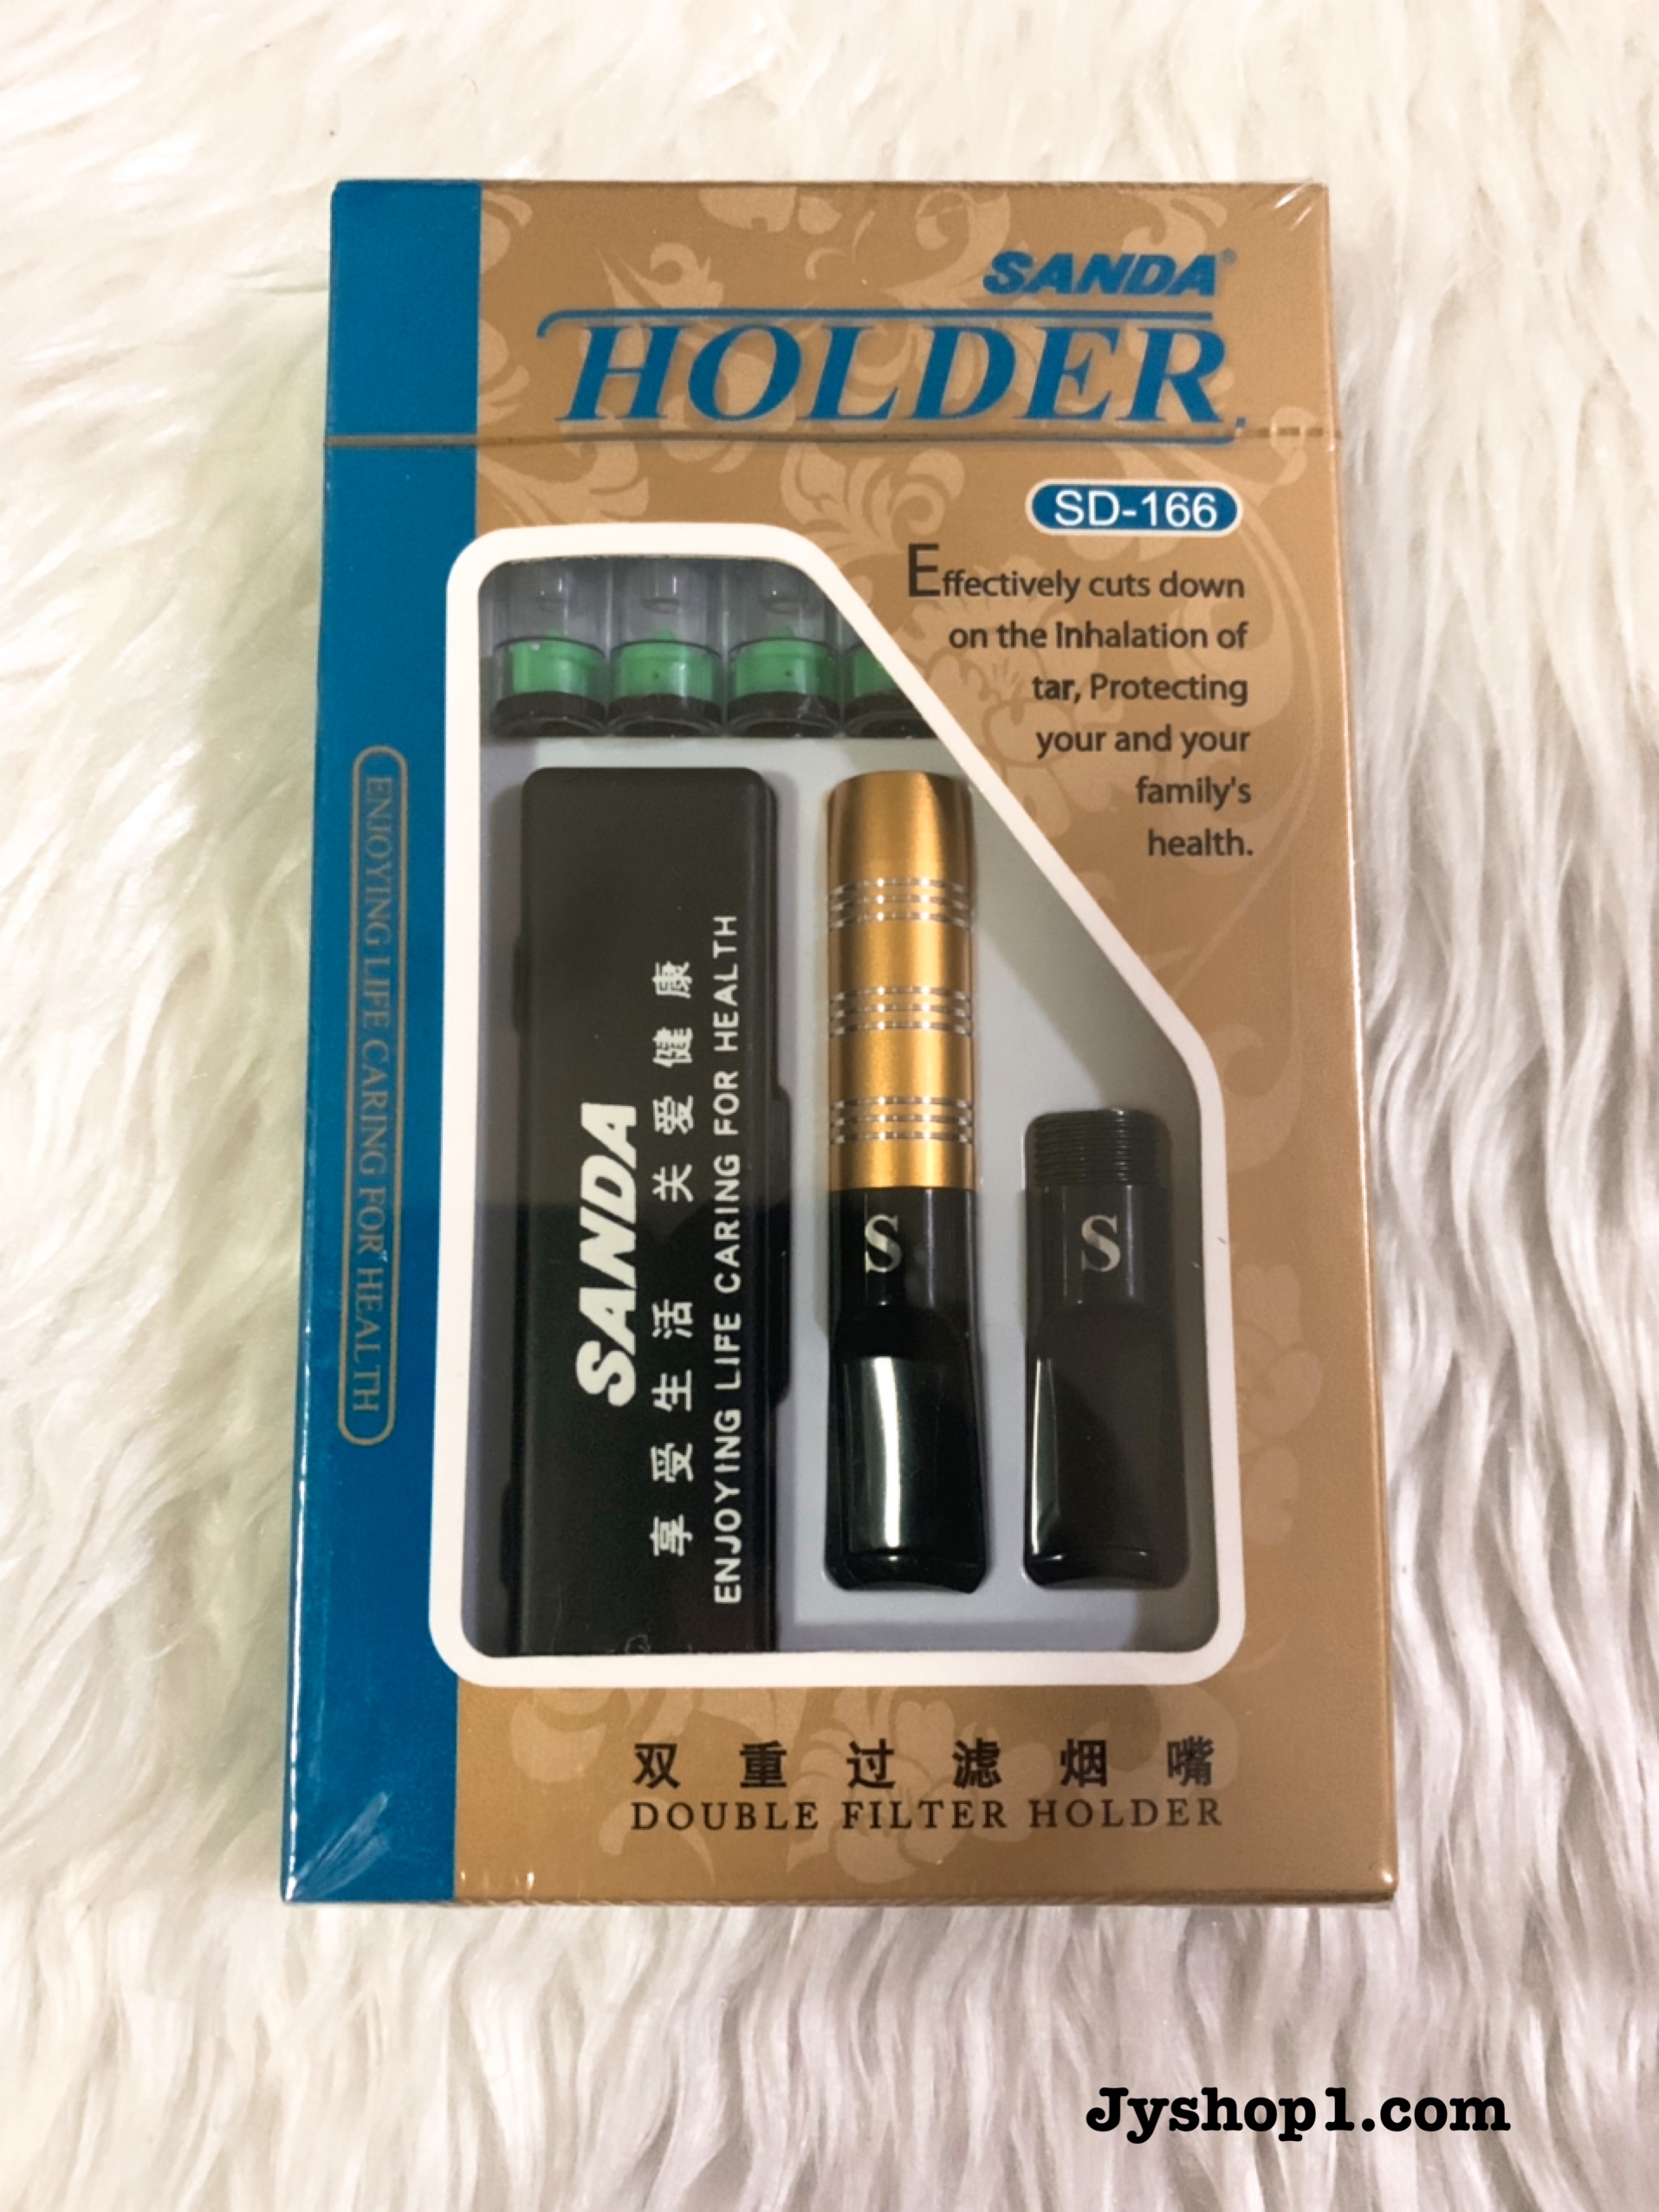 SANDA®
HOLDER
SD-166
Effectively cuts down
on the Inhalation of
tar, Protecting
your and your
family's
health.
ENJOYING LIFE CARING FOR HEALTH
SANDA
享受生活 关爱健康
ENJOYING LIFE CARING FOR HEALTH
S
S
双重过滤烟嘴
DOUBLE FILTER HOLDER
Jyshop1.com